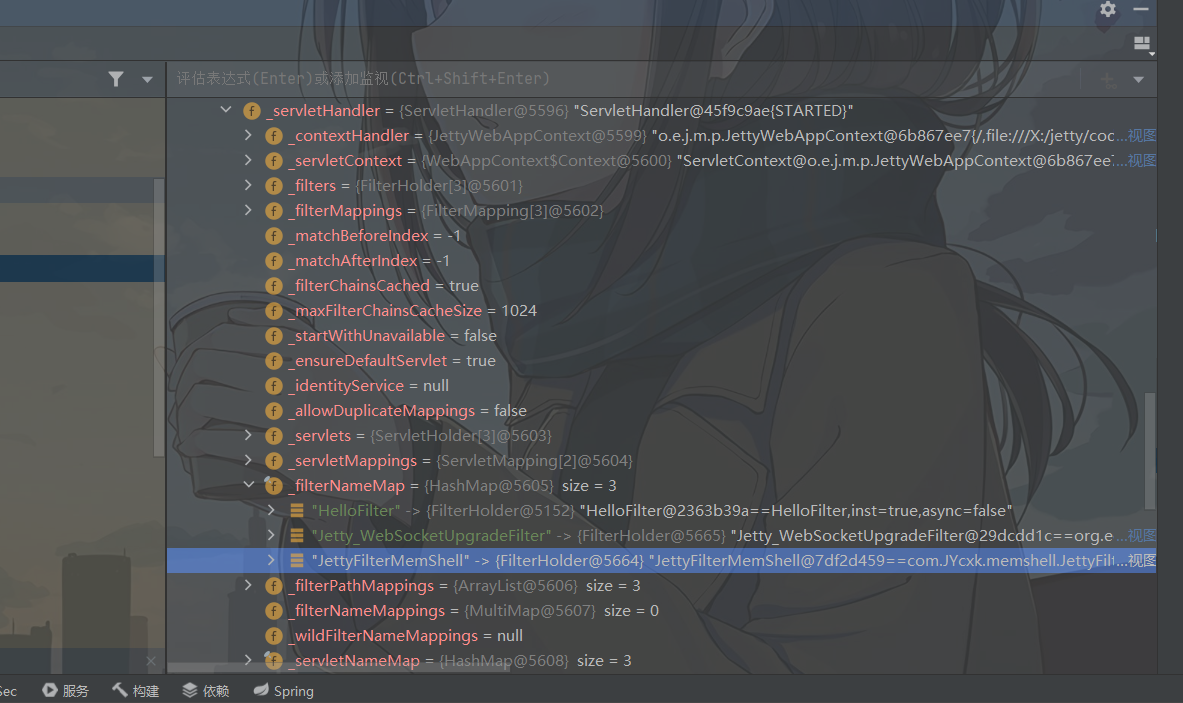 评估表达式(Enter)或添加监视(Ctrl+Shift+Enter)
f _servletHandler = {ServletHandler@5596} "ServletHandler@45f9c9ae{STARTED}"
f _contextHandler = {JettyWebAppContext@5599} "o.e.j.m.p.JettyWebAppContext@6b867ee7{/,file:///X:/jetty/coc...视图
f _servletContext = {WebAppContext$Context@5600} "ServletContext@o.e.j.m.p.JettyWebAppContext@6b867ee7...视图
f _filters = {FilterHolder[3]@5601}
f _filterMappings = {FilterMapping[3]@5602}
f _matchBeforeIndex = -1
f _matchAfterIndex = -1
f _filterChainsCached = true
f _maxFilterChainsCacheSize = 1024
f _startWithUnavailable = false
f _ensureDefaultServlet = true
f _identityService = null
f _allowDuplicateMappings = false
f _servlets = {ServletHolder[3]@5603}
f _servletMappings = {ServletMapping[2]@5604}
f _filterNameMap = {HashMap@5605} size = 3
"HelloFilter" -> {FilterHolder@5152} "HelloFilter@2363b39a==HelloFilter,inst=true,async=false"
"Jetty_WebSocketUpgradeFilter" -> {FilterHolder@5665} "Jetty_WebSocketUpgradeFilter@29dcdd1c==org.e...视图
"JettyFilterMemShell" -> {FilterHolder@5664} "JettyFilterMemShell@7df2d459==com.JYcxk.memshell.JettyFilt...视图
f _filterPathMappings = {ArrayList@5606} size = 3
f _filterNameMappings = {MultiMap@5607} size = 0
f _wildFilterNameMappings = null
f _servletNameMap = {HashMap@5608} size = 3
Sec 服务 构建 依赖 Spring